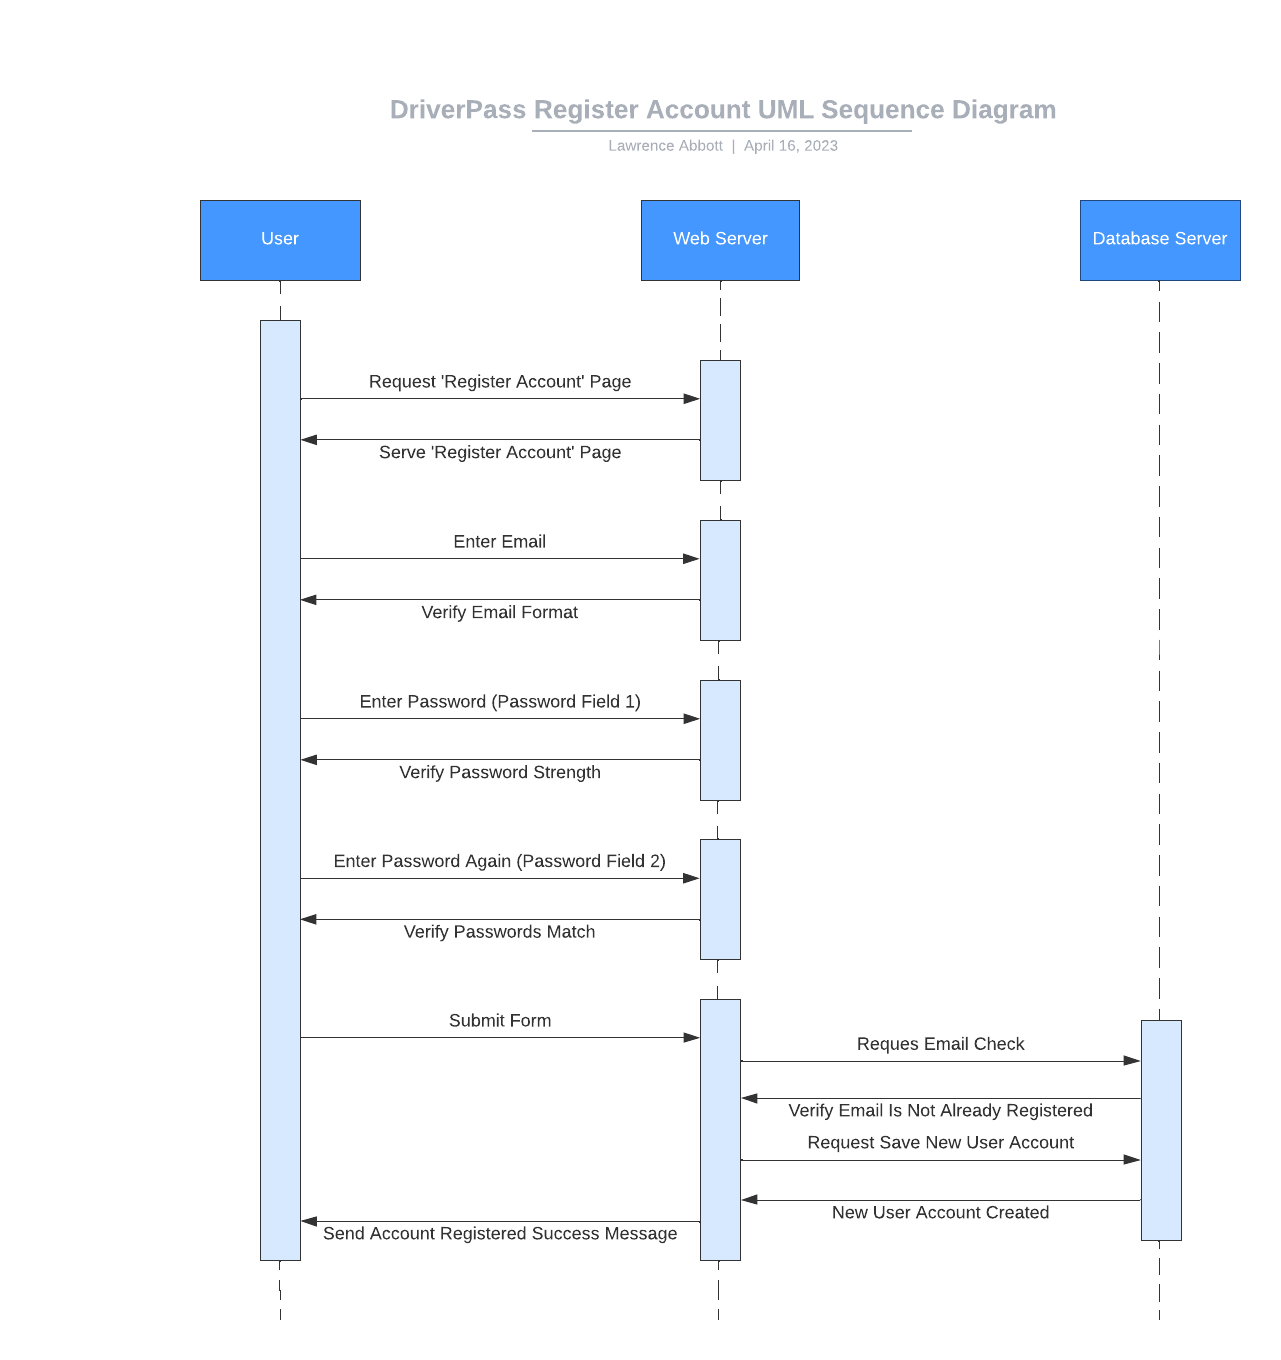 DriverPass Register Account UML Sequence Diagram
Lawrence Abbott | April 16, 2023
User
Web Server
Database Server
Request 'Register Account' Page
Serve 'Register Account' Page
Enter Email
Verify Email Format
Enter Password (Password Field 1)
Verify Password Strength
Enter Password Again (Password Field 2)
Verify Passwords Match
Submit Form
Reques Email Check
Verify Email Is Not Already Registered
Request Save New User Account
New User Account Created
Send Account Registered Success Message